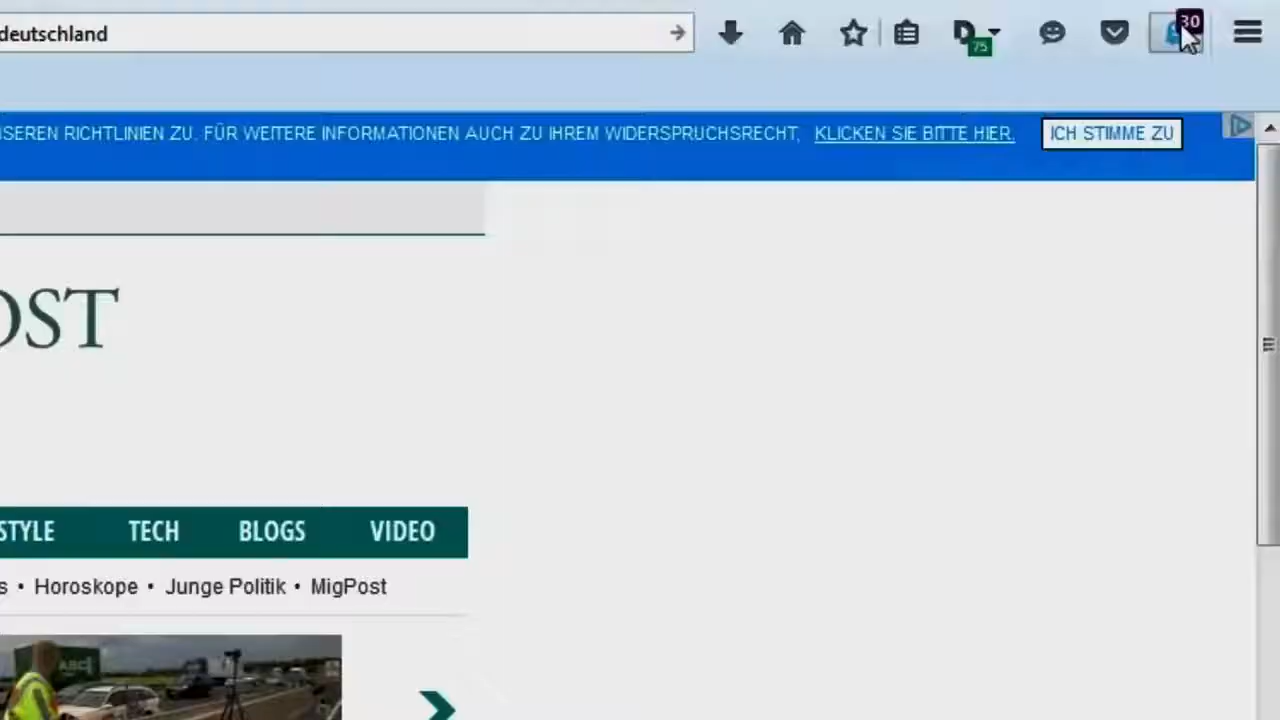 deutschland
30
75
NSEREN RICHTLINIEN ZU. FÜR WEITERE INFORMATIONEN AUCH ZU IHREM WIDERSPRUCHSRECHT, KLICKEN SIE BITTE HIER. ICH STIMME ZU
OST
STYLE TECH BLOGS VIDEO
s • Horoskope • Junge Politik • MigPost
ABC